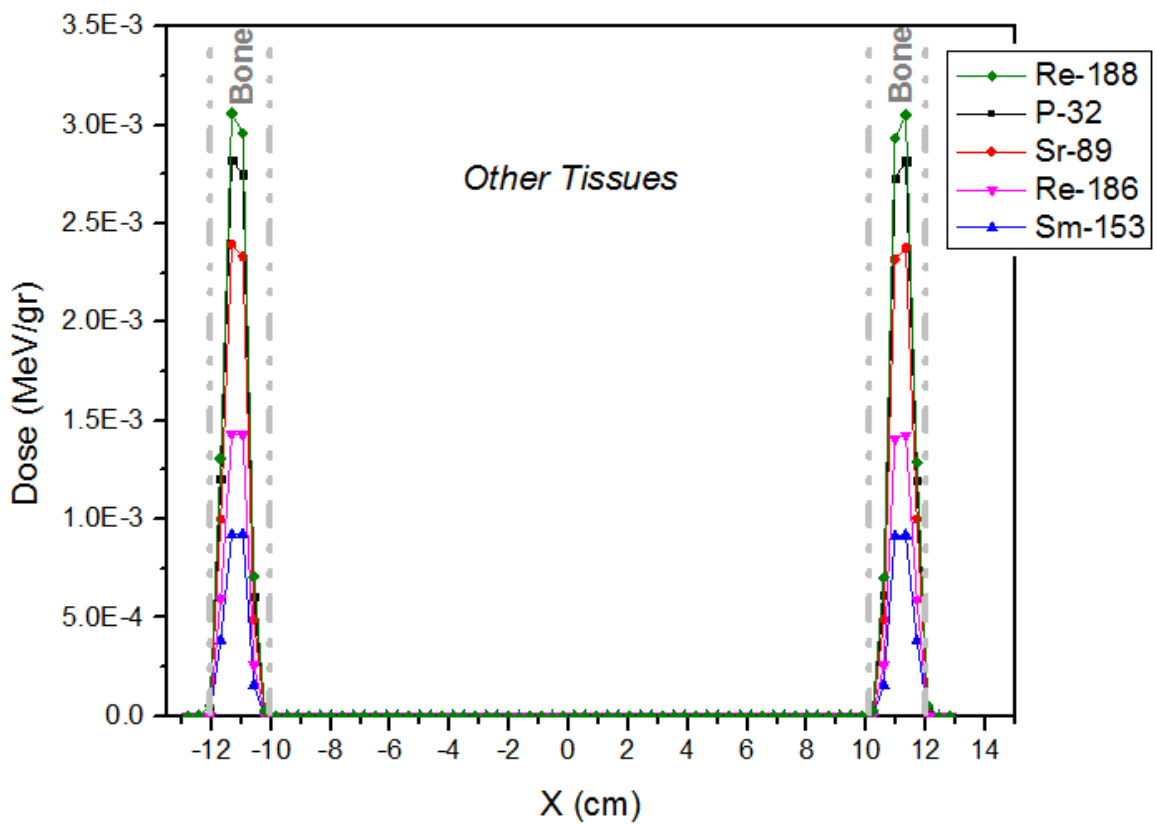 3.5E-3
3.0E-3
2.5E-3
2.0E-3
1.5E-3
1.0E-3
5.0E-4
0.0
Dose (MeV/gr)
Bone
Other Tissues
Bone
Re-188
P-32
Sr-89
Re-186
Sm-153
-12 -10 -8 -6 -4 -2 0 2 4 6 8 10 12 14
X (cm)